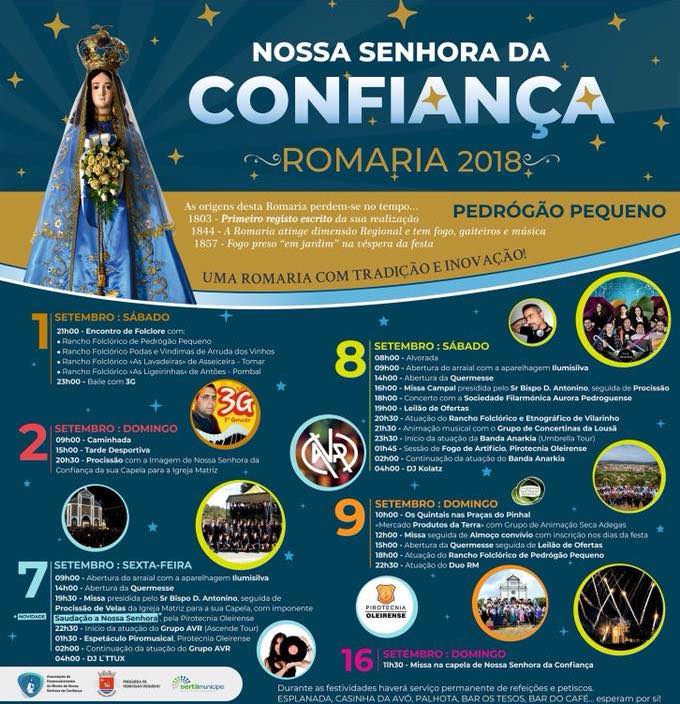 NOSSA SENHORA DA
CONFIANÇA
ROMARIA 2018
As origens desta Romaria perdem-se no tempo...
1803 - Primeiro registo escrito da sua realização
1844 - A Romaria atinge dimensão Regional e tem fogo, gaiteiros e música
1857 - Fogo preso “em jardim” na véspera da festa
PEDRÓGÃO PEQUENO
UMA ROMARIA COM TRADIÇÃO E INOVAÇÃO!
1 SETEMBRO : SÁBADO
21h00 - Encontro de Folclore com:
• Rancho Folclórico de Pedrógão Pequeno
• Rancho Folclórico Podas e Vindimas de Arruda dos Vinhos
• Rancho Folclórico «As Lavadeiras» de Asseiceira - Tomar
• Rancho Folclórico «As Ligeirinhas» de Antões - Pombal
23h00 - Baile com 3G
3G
3ª Geração
2 SETEMBRO : DOMINGO
09h00 - Caminhada
15h00 - Tarde Desportiva
20h30 - Procissão com a Imagem de Nossa Senhora da
Confiança da sua Capela para a Igreja Matriz
7 SETEMBRO : SEXTA-FEIRA
09h00 - Abertura do arraial com a aparelhagem Ilumisilva
14h00 - Abertura da Quermesse
19h30 - Missa presidida pelo Sr Bispo D. Antonino, seguida de
Procissão de Velas da Igreja Matriz para a sua Capela, com imponente
NOVIDADE Saudação a Nossa Senhora, pela Pirotecnia Oleirense
22h30 - Início da atuação do Grupo AVR (Ascende Tour)
01h30 - Espetáculo Piromusical, Pirotecnia Oleirense
02h00 - Continuação da atuação do Grupo AVR
04h00 - DJ L´TTUX
8 SETEMBRO : SÁBADO
08h00 - Alvorada
09h00 - Abertura do arraial com a aparelhagem Ilumisilva
14h00 - Abertura da Quermesse
16h00 - Missa Campal presidida pelo Sr Bispo D. Antonino, seguida de Procissão
18h00 - Concerto com a Sociedade Filarmónica Aurora Pedroguense
19h00 - Leilão de Ofertas
20h30 - Atuação do Rancho Folclórico e Etnográfico de Vilarinho
21h30 - Animação musical com o Grupo de Concertinas da Lousã
23h30 - Início da atuação da Banda Anarkia (Umbrella Tour)
01h45 - Sessão de Fogo de Artifício, Pirotecnia Oleirense
02h00 - Continuação da atuação do Banda Anarkia
04h00 - DJ Kolatz
9 SETEMBRO : DOMINGO
10h00 - Os Quintais nas Praças do Pinhal
«Mercado Produtos da Terra» com Grupo de Animação Seca Adegas
12h00 - Missa seguida de Almoço convívio com inscrição nos dias da festa
15h00 - Abertura da Quermesse seguida de Leilão de Ofertas
18h00 - Atuação do Rancho Folclórico de Pedrógão Pequeno
22h30 - Atuação do Duo RM
PIROTECNIA
OLEIRENSE
16 SETEMBRO : DOMINGO
11h30 - Missa na capela de Nossa Senhora da Confiança
Durante as festividades haverá serviço permanente de refeições e petiscos.
ESPLANADA, CASINHA DA AVÓ, PALHOTA, BAR OS TESOS, BAR DO CAFÉ... esperam por si!
Associação de
Desenvolvimento
do Monte de Nossa
Senhora da Confiança
FREGUESIA DE
PEDRÓGÃO PEQUENO
sertãmunicípio